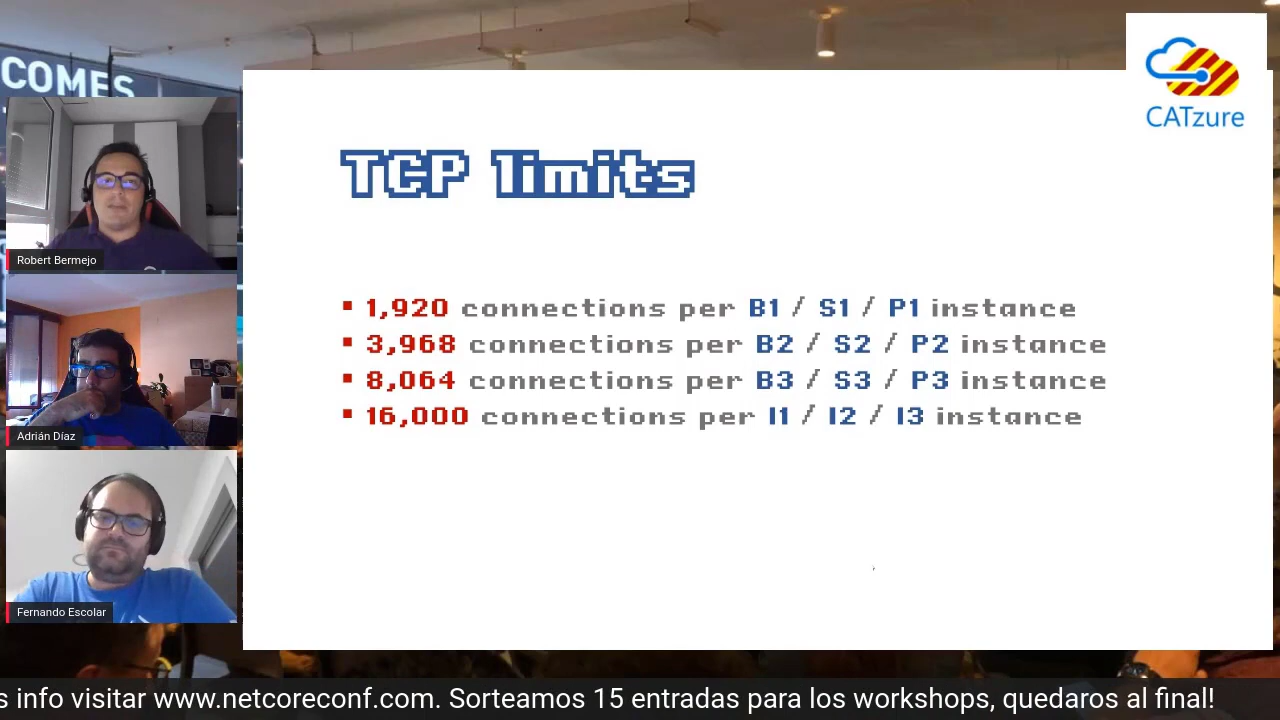 COMES
CATzure
TCP limits
1,920 connections per B1 / S1 / P1 instance
3,968 connections per B2 / S2 / P2 instance
8,064 connections per B3 / S3 / P3 instance
16,000 connections per I1 / I2 / I3 instance
Robert Bermejo
Adrián Díaz
Fernando Escolar
s info visitar www.netcoreconf.com. Sorteamos 15 entradas para los workshops, quedaros al final!